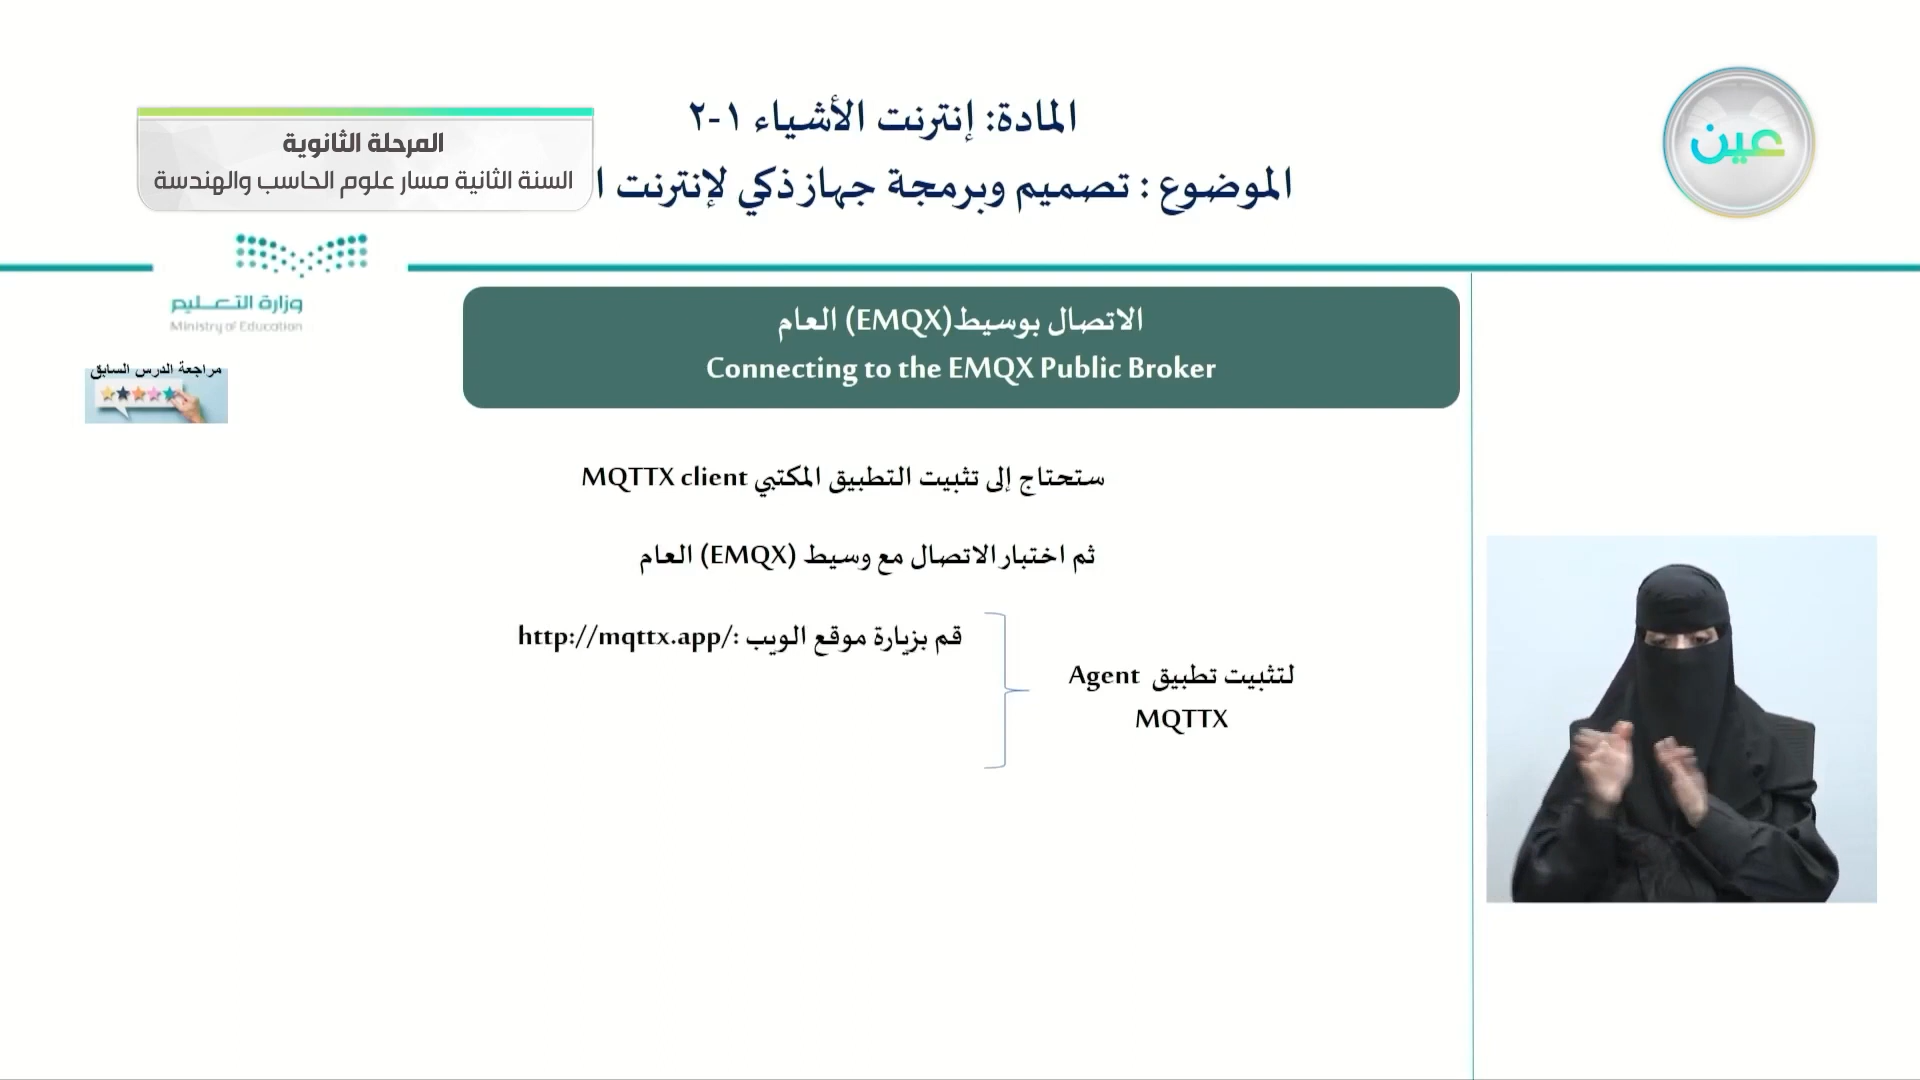 المادة: إنترنت الأشياء ١-٢
الموضوع : تصميم وبرمجة جهاز ذكي لإنترنت ا
عين
المرحلة الثانوية
السنة الثانية مسار علوم الحاسب والهندسة
وزارة التعليم
Ministry of Education
مراجعة الدرس السابق
الاتصال بوسيط(EMQX) العام
Connecting to the EMQX Public Broker
ستحتاج إلى تثبيت التطبيق المكتبي MQTTX client
ثم اختبار الاتصال مع وسيط (EMQX) العام
قم بزيارة موقع الويب :http://mqttx.app/
لتثبيت تطبيق Agent
MQTTX